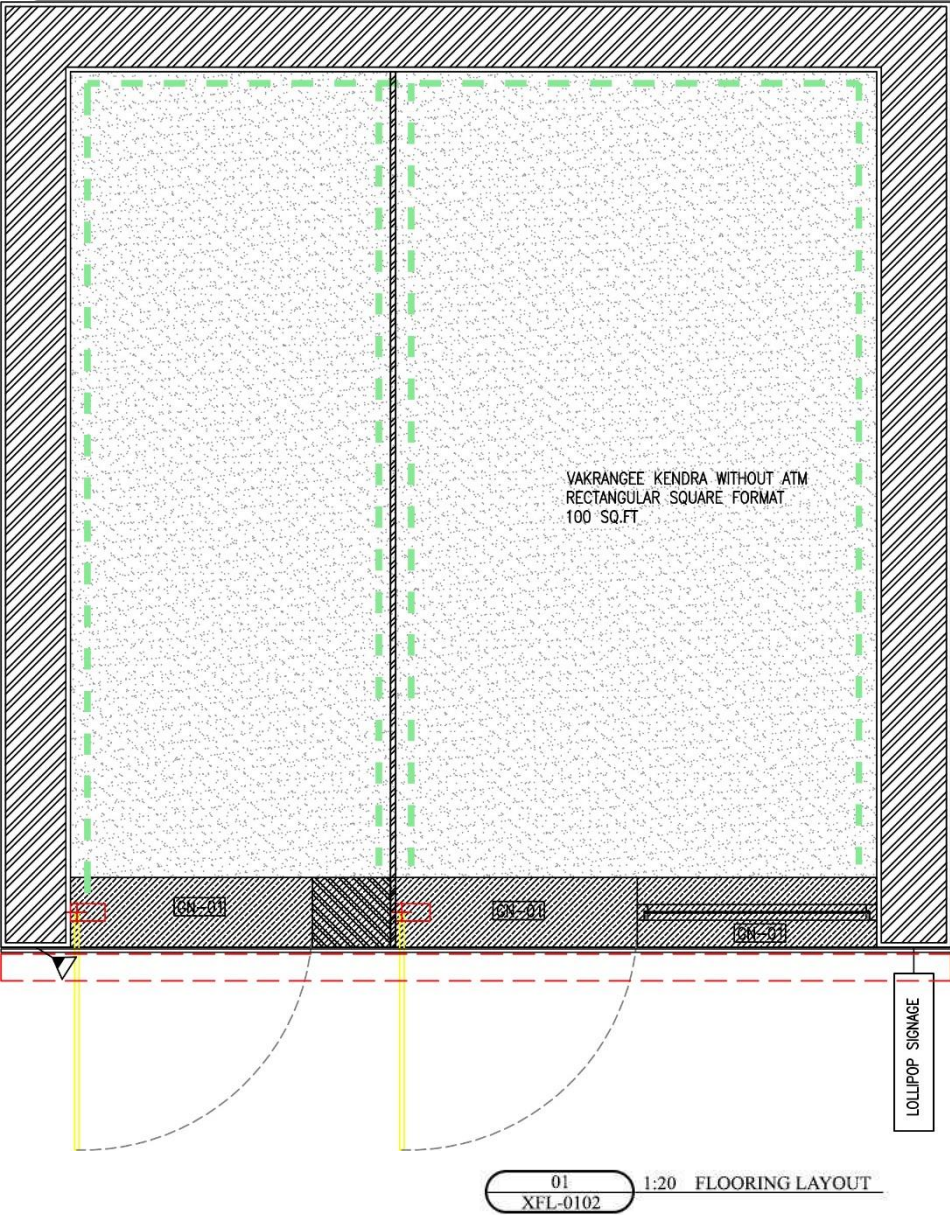 VAKRANGEE KENDRA WITHOUT ATM
RECTANGULAR SQUARE FORMAT
100 SQ.FT
GN-01
GN-01
GN-01
LOLLIPOP SIGNAGE
01
XFL-0102
1:20 FLOORING LAYOUT